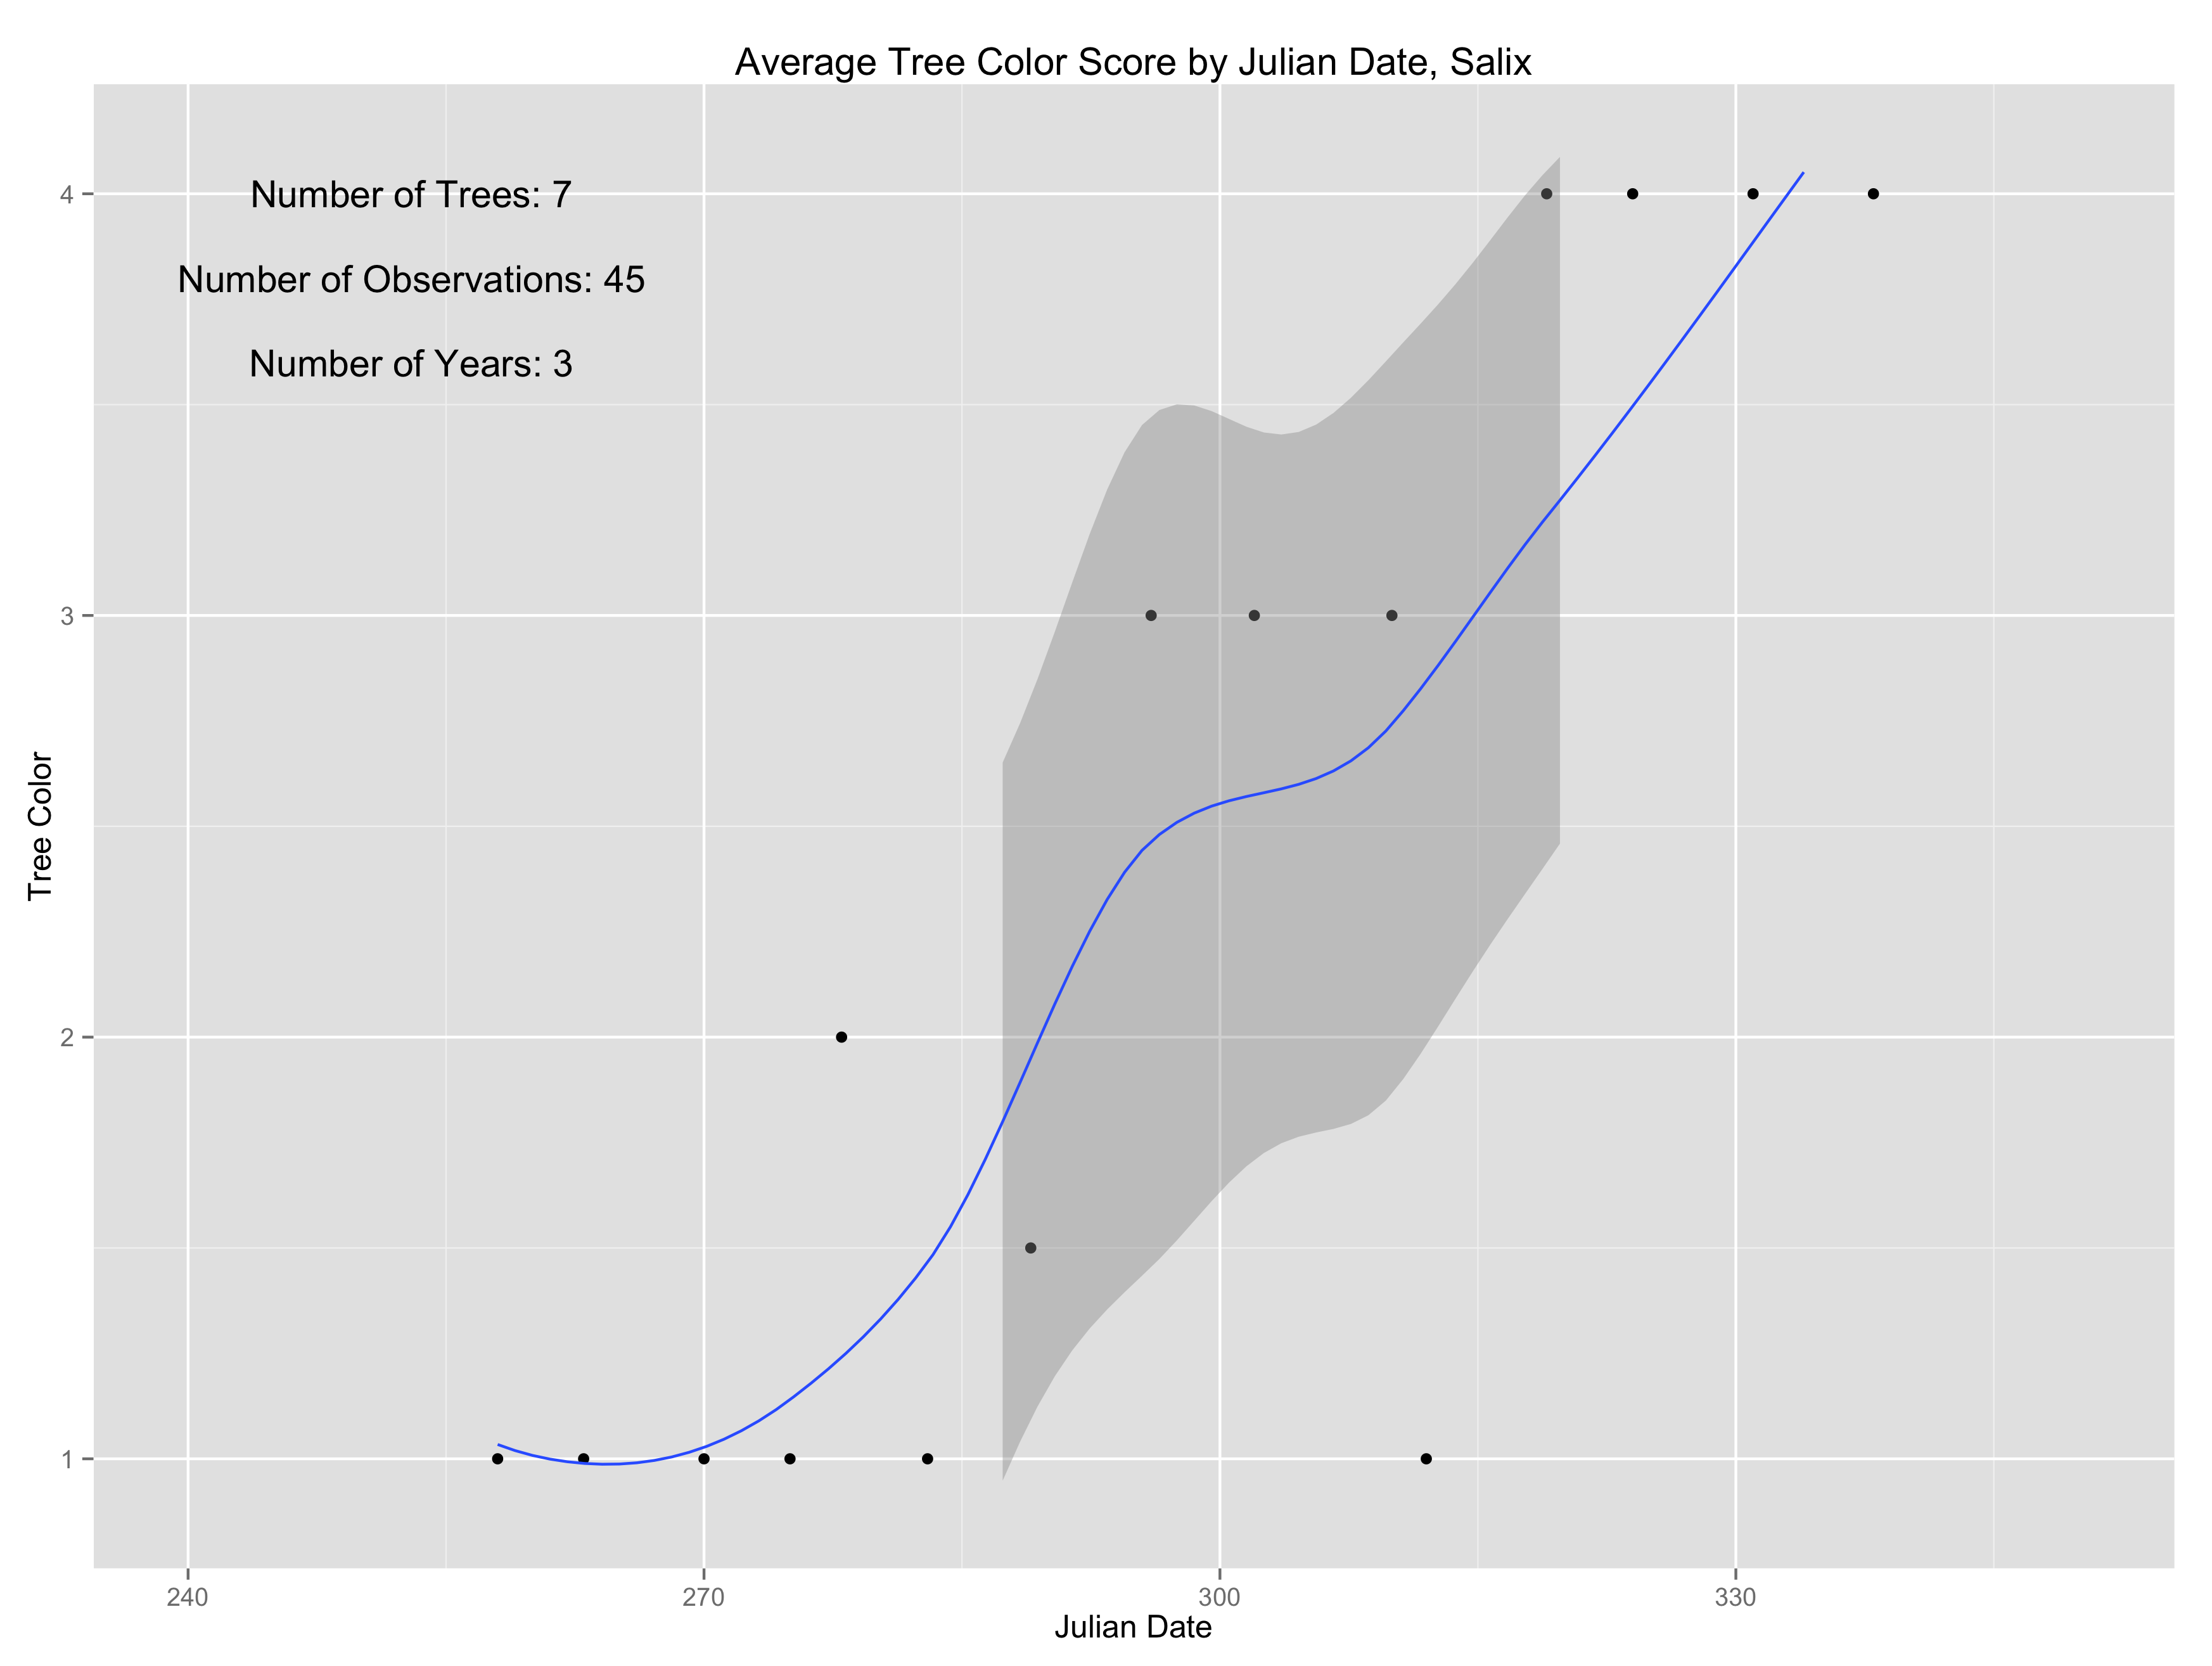 Average Tree Color Score by Julian Date, Salix
Number of Trees: 7
Number of Observations: 45
Number of Years: 3
4
3
2
1
Tree Color
240 270 300 330
Julian Date